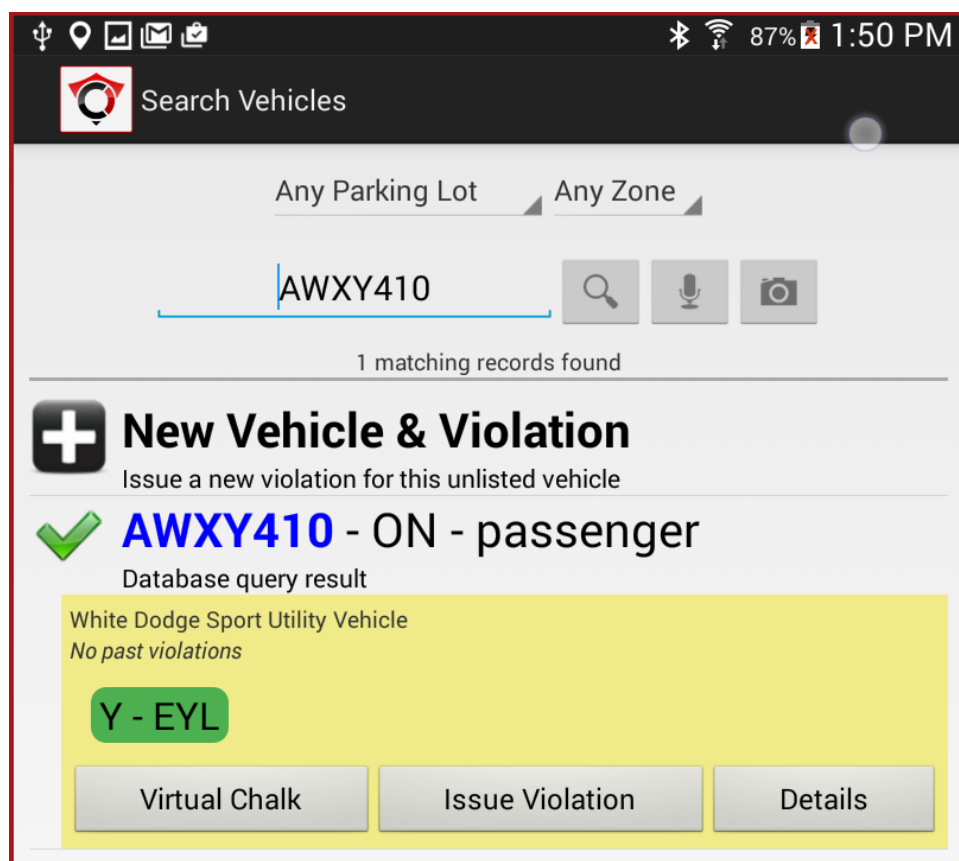 87% 1:50 PM
Search Vehicles
Any Parking Lot Any Zone
AWXY410
1 matching records found
New Vehicle & Violation
Issue a new violation for this unlisted vehicle
AWXY410 - ON - passenger
Database query result
White Dodge Sport Utility Vehicle
No past violations
Y - EYL
Virtual Chalk Issue Violation Details